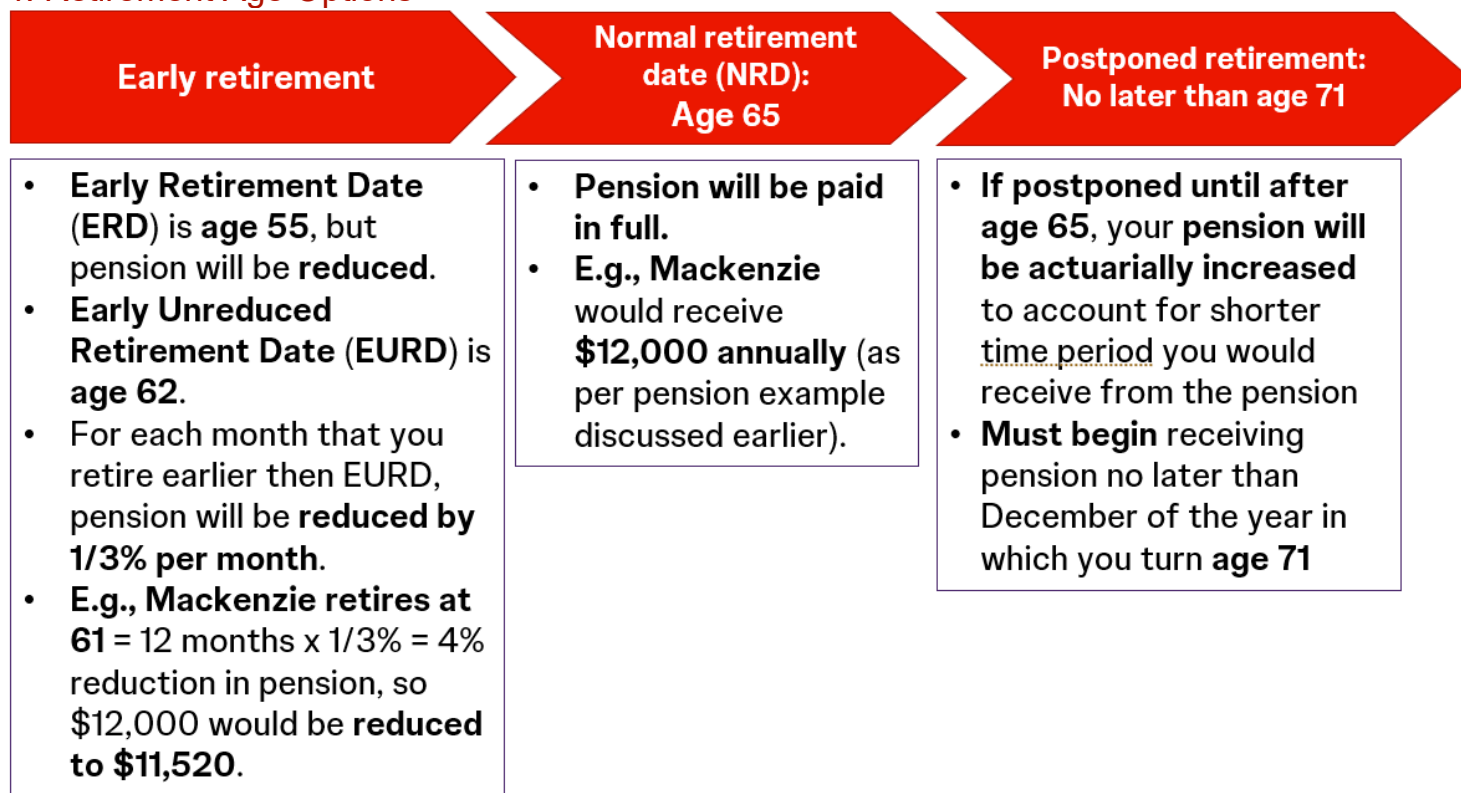 1. Retirement Age Options
Early retirement
Normal retirement
date (NRD):
Age 65
Postponed retirement:
No later than age 71
• Early Retirement Date
(ERD) is age 55, but
pension will be reduced.
• Early Unreduced
Retirement Date (EURD) is
age 62.
• For each month that you
retire earlier then EURD,
pension will be reduced by
1/3% per month.
• E.g., Mackenzie retires at
61 = 12 months x 1/3% = 4%
reduction in pension, so
$12,000 would be reduced
to $11,520.
• Pension will be paid
in full.
• E.g., Mackenzie
would receive
$12,000 annually (as
per pension example
discussed earlier).
• If postponed until after
age 65, your pension will
be actuarially increased
to account for shorter
time period you would
receive from the pension
• Must begin receiving
pension no later than
December of the year in
which you turn age 71